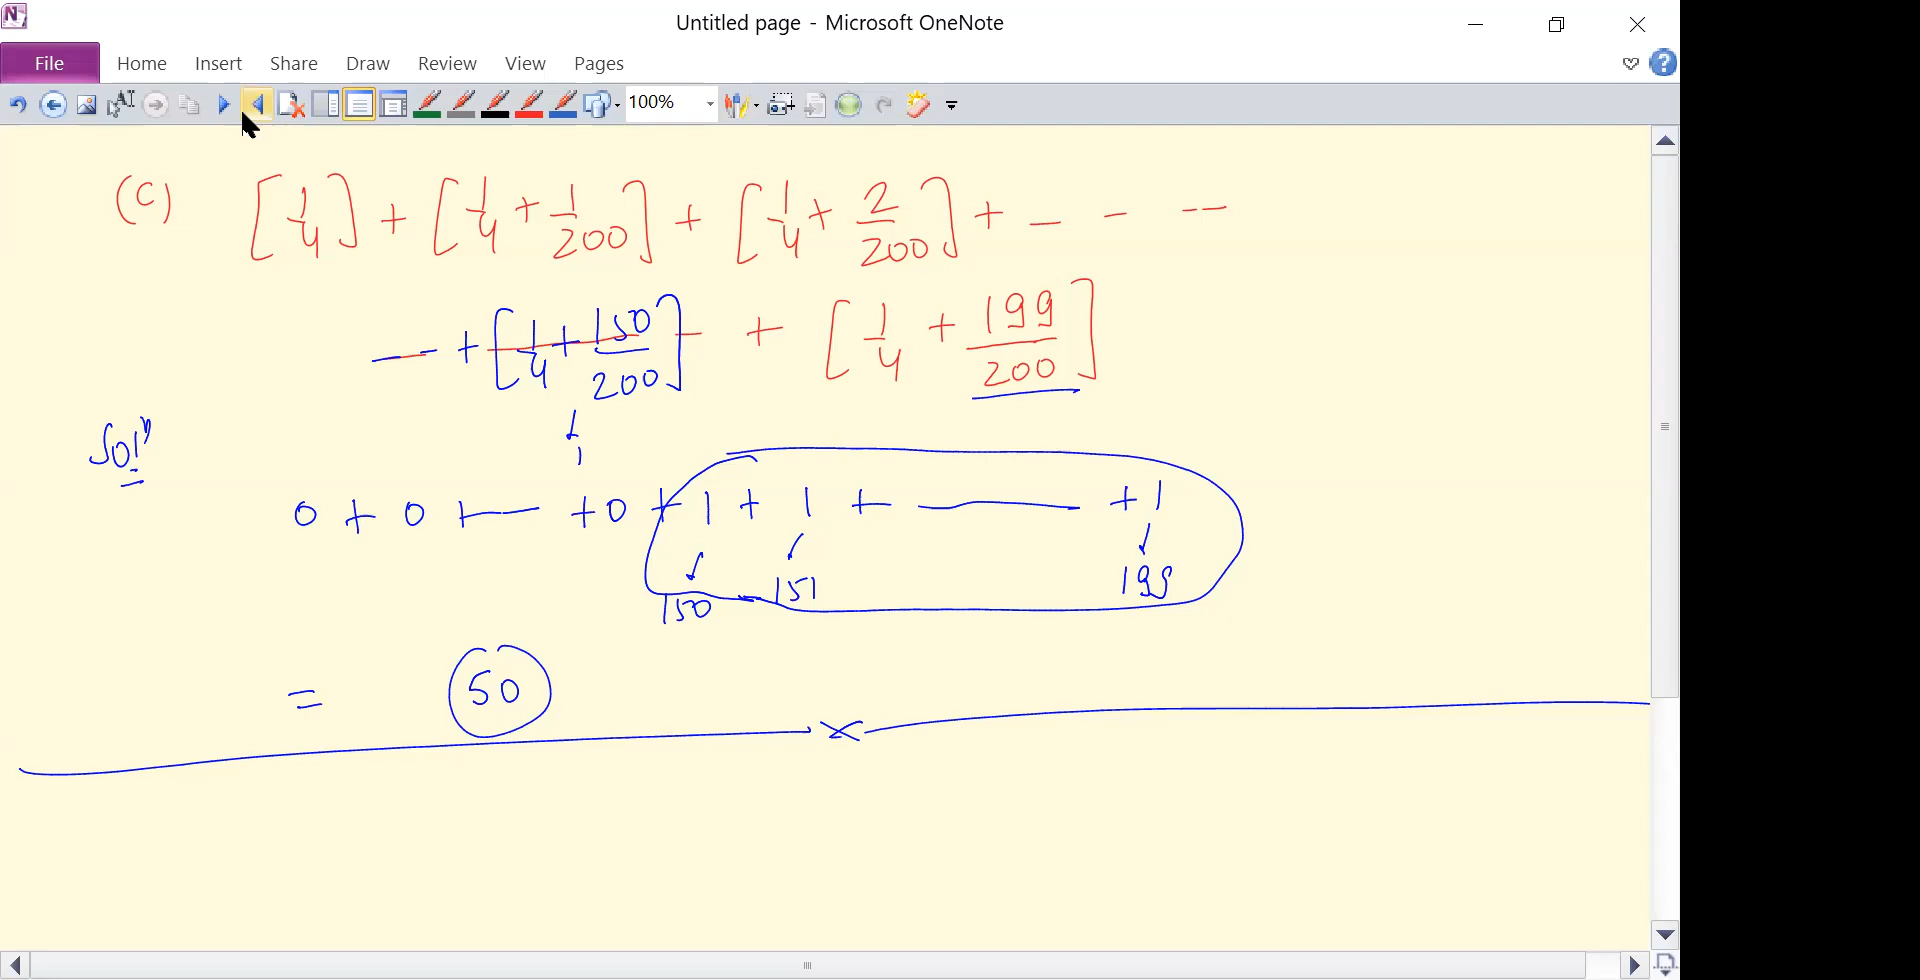 Untitled page - Microsoft OneNote
File Home Insert Share Draw Review View Pages
100%
(C) [1/4] + [1/4 + 1/200] + [1/4 + 2/200] + - - --
— + [1/4 + 150/200] - + [1/4 + 199/200]
Solⁿ
1
0 + 0 + — + 0 + 1 + 1 + — + 1
150 - 151 199
= 50
×